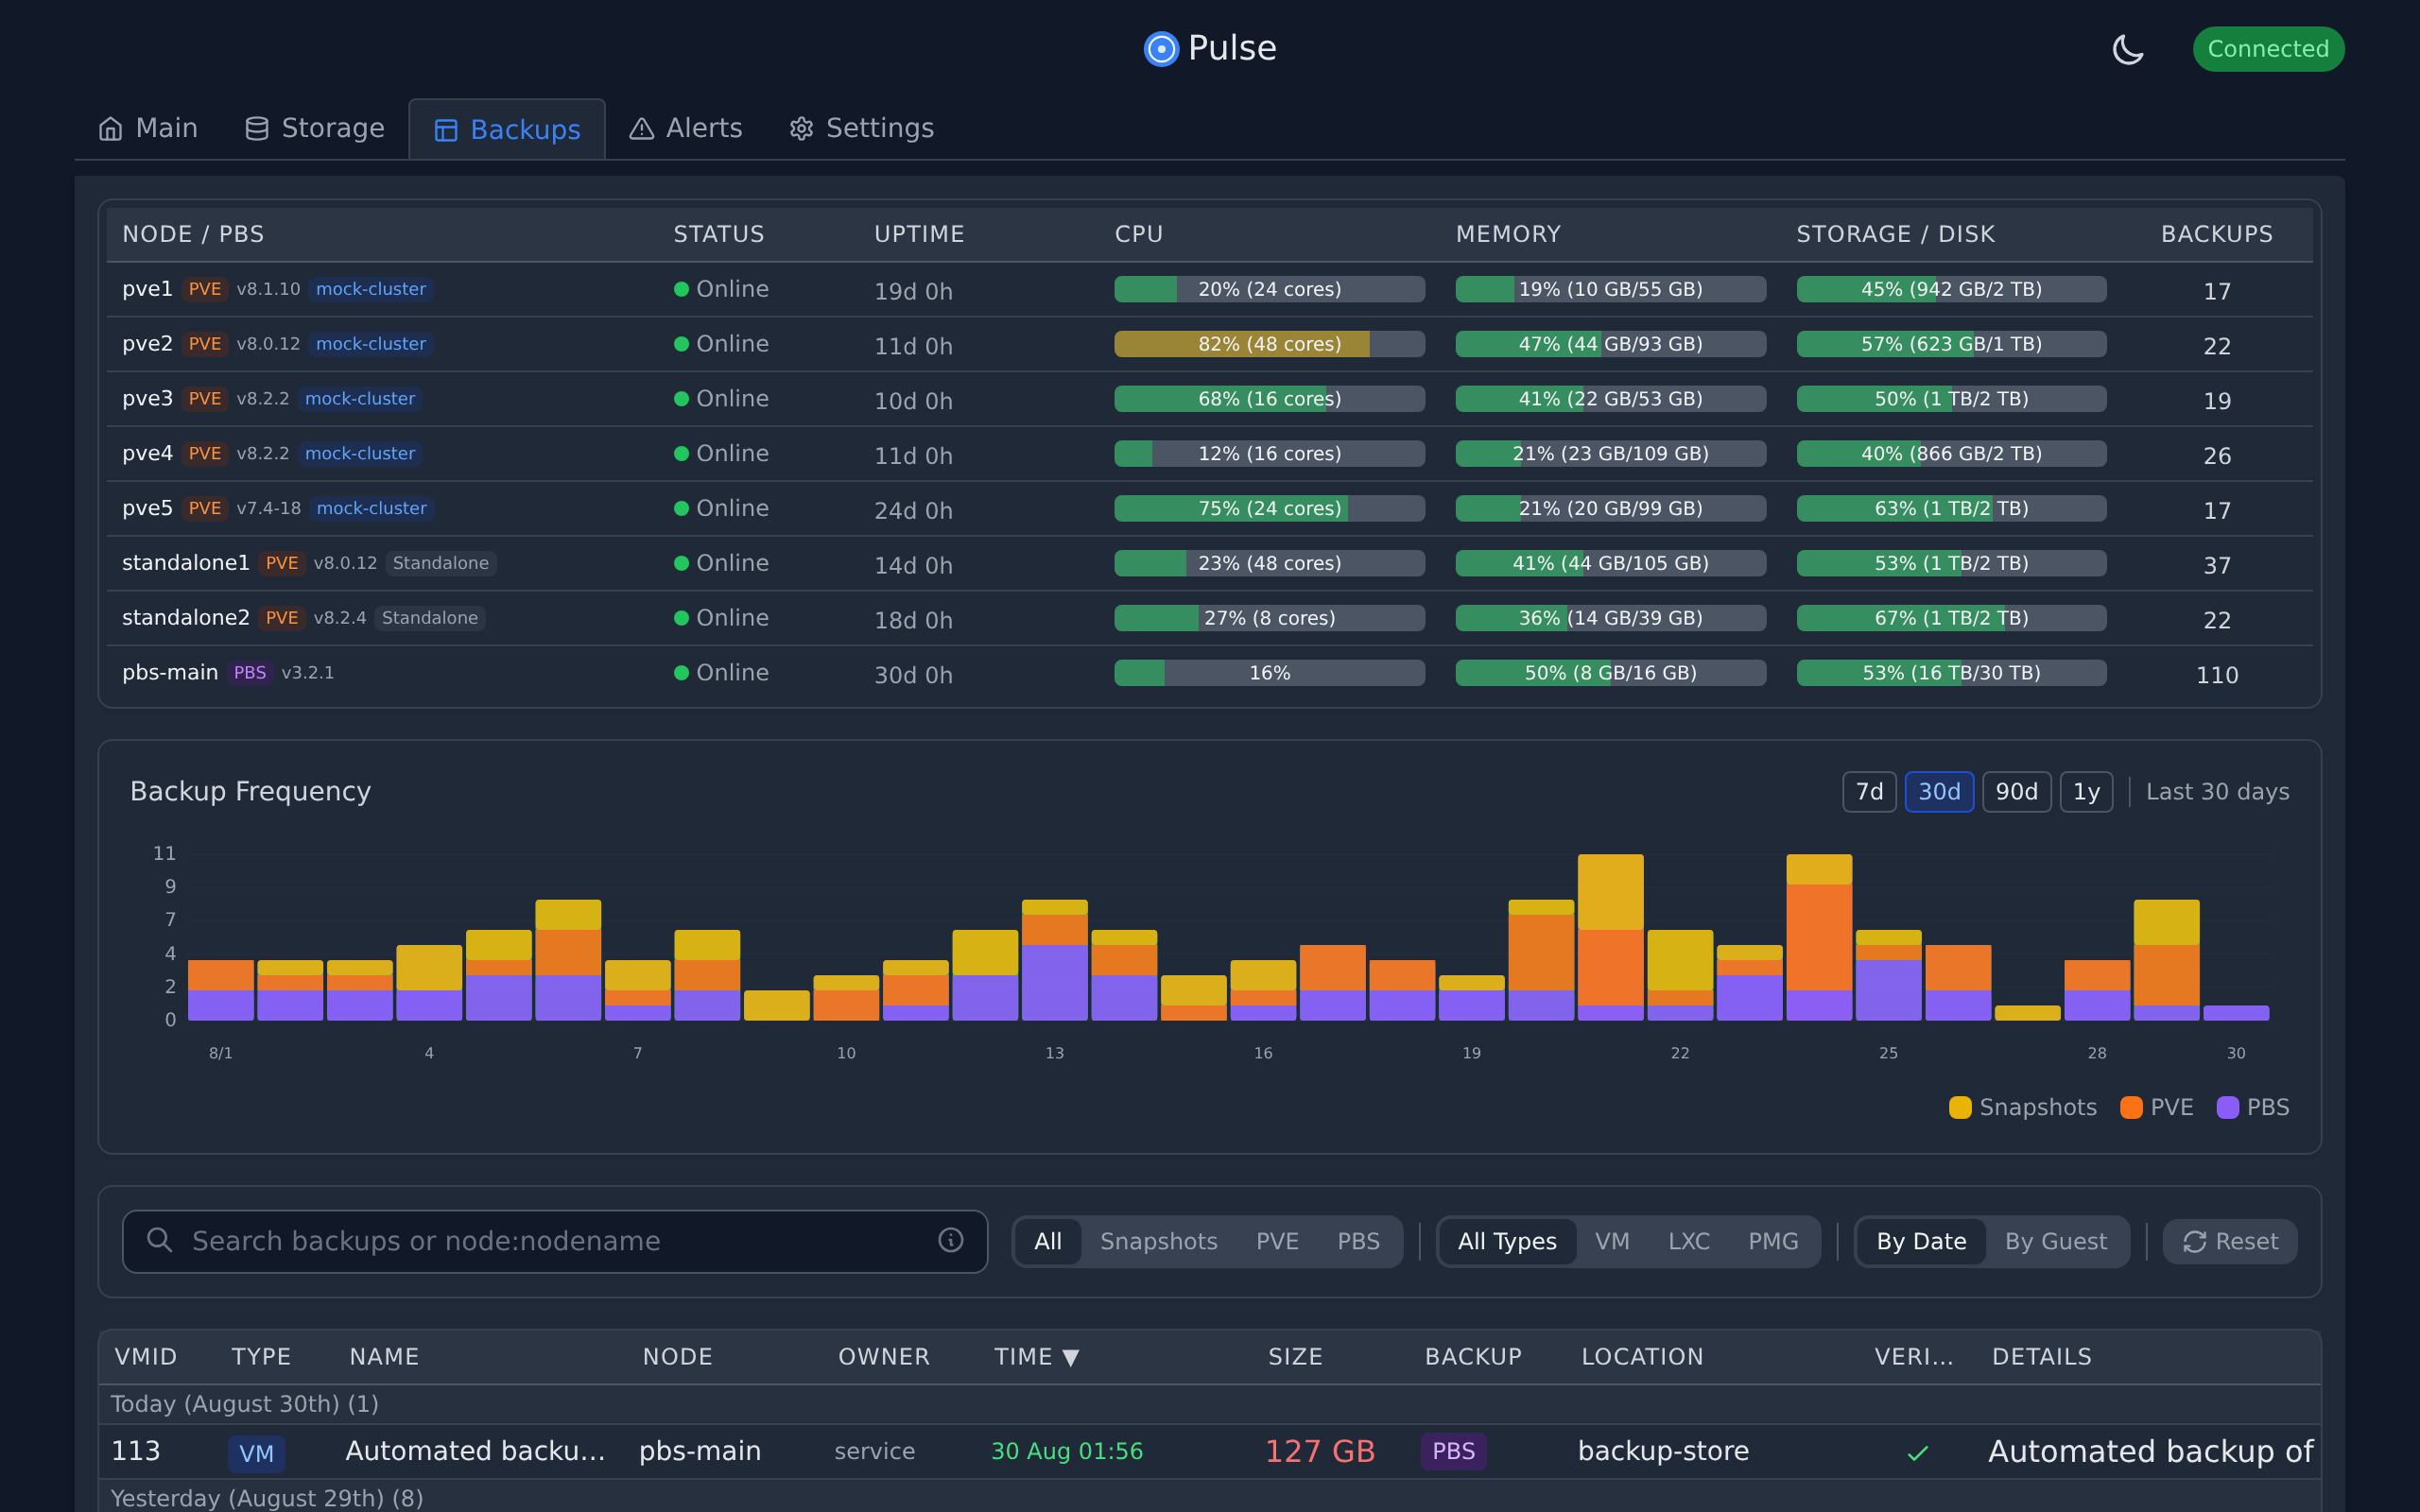 Pulse
Connected
Main Storage Backups Alerts Settings
NODE / PBS STATUS UPTIME CPU MEMORY STORAGE / DISK BACKUPS
pve1 PVE v8.1.10 mock-cluster Online 19d 0h 20% (24 cores) 19% (10 GB/55 GB) 45% (942 GB/2 TB) 17
pve2 PVE v8.0.12 mock-cluster Online 11d 0h 82% (48 cores) 47% (44 GB/93 GB) 57% (623 GB/1 TB) 22
pve3 PVE v8.2.2 mock-cluster Online 10d 0h 68% (16 cores) 41% (22 GB/53 GB) 50% (1 TB/2 TB) 19
pve4 PVE v8.2.2 mock-cluster Online 11d 0h 12% (16 cores) 21% (23 GB/109 GB) 40% (866 GB/2 TB) 26
pve5 PVE v7.4-18 mock-cluster Online 24d 0h 75% (24 cores) 21% (20 GB/99 GB) 63% (1 TB/2 TB) 17
standalone1 PVE v8.0.12 Standalone Online 14d 0h 23% (48 cores) 41% (44 GB/105 GB) 53% (1 TB/2 TB) 37
standalone2 PVE v8.2.4 Standalone Online 18d 0h 27% (8 cores) 36% (14 GB/39 GB) 67% (1 TB/2 TB) 22
pbs-main PBS v3.2.1 Online 30d 0h 16% 50% (8 GB/16 GB) 53% (16 TB/30 TB) 110
Backup Frequency 7d 30d 90d 1y Last 30 days
11
9
7
4
2
0
8/1 4 7 10 13 16 19 22 25 28 30
Snapshots PVE PBS
Search backups or node:nodename All Snapshots PVE PBS All Types VM LXC PMG By Date By Guest Reset
VMID TYPE NAME NODE OWNER TIME ▼ SIZE BACKUP LOCATION VERI... DETAILS
Today (August 30th) (1)
113 VM Automated backu... pbs-main service 30 Aug 01:56 127 GB PBS backup-store ✓ Automated backup of
Yesterday (August 29th) (8)